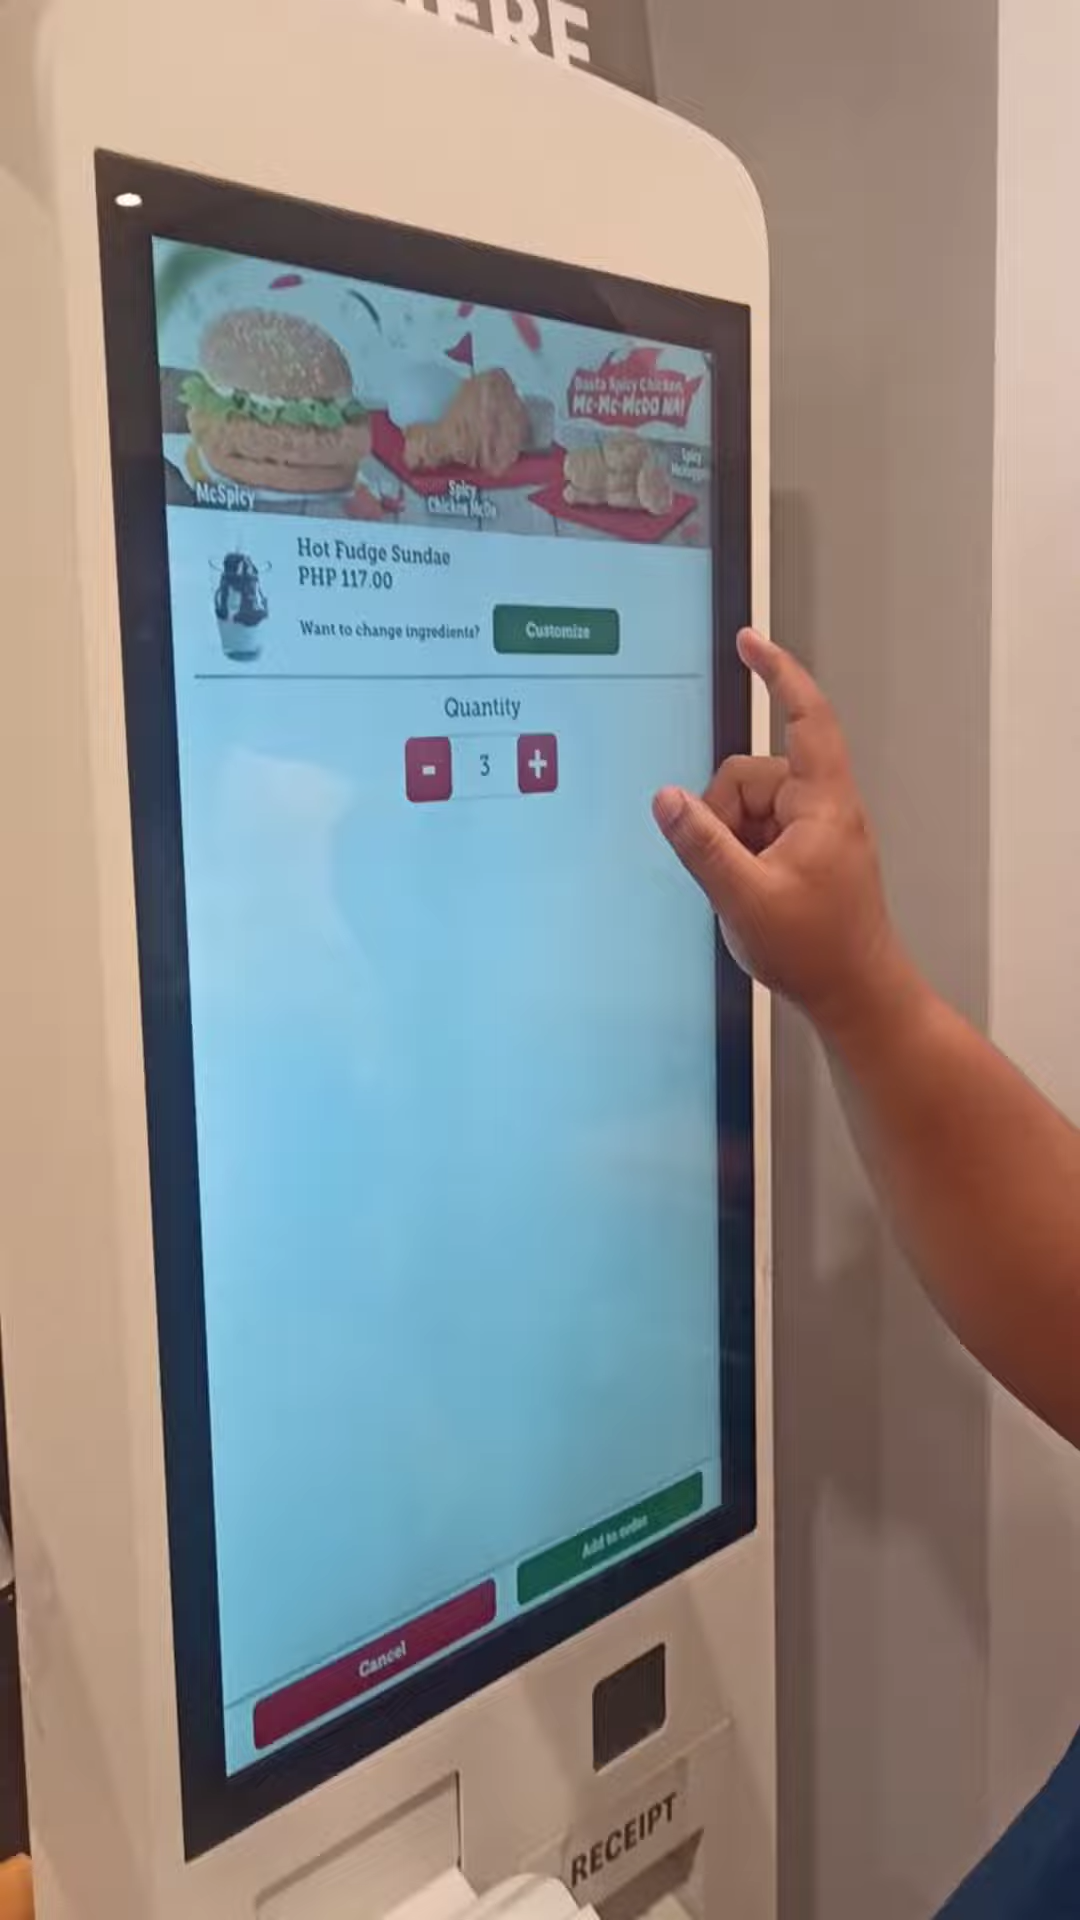 HERE
Basta Spicy Chicken,
Mc-Mc-McDO NA!
McSpicy
Spicy
Chicken McDo
Spicy
Hot Fudge Sundae
PHP 117.00
Want to change ingredients?
Customize
Quantity
- 3 +
Add to order
Cancel
RECEIPT